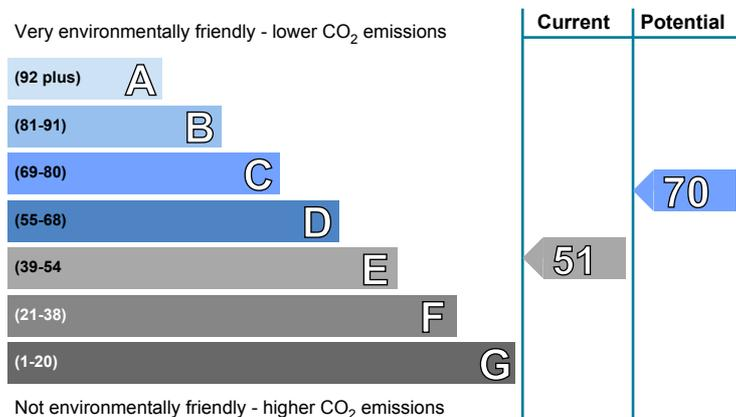 Current Potential
Very environmentally friendly - lower CO2 emissions
(92 plus) A
(81-91) B
(69-80) C
70
(55-68) D
(39-54 E
51
(21-38) F
(1-20) G
Not environmentally friendly - higher CO2 emissions